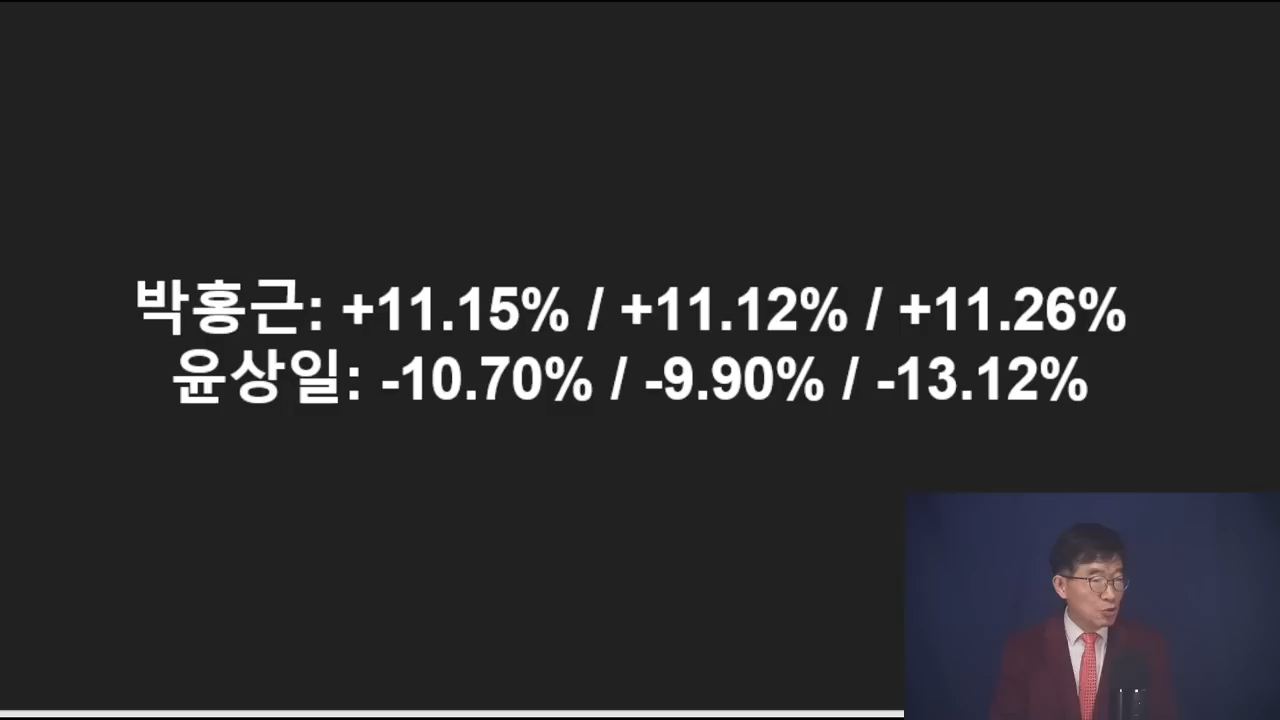 박홍근: +11.15% / +11.12% / +11.26%
윤상일: -10.70% / -9.90% / -13.12%